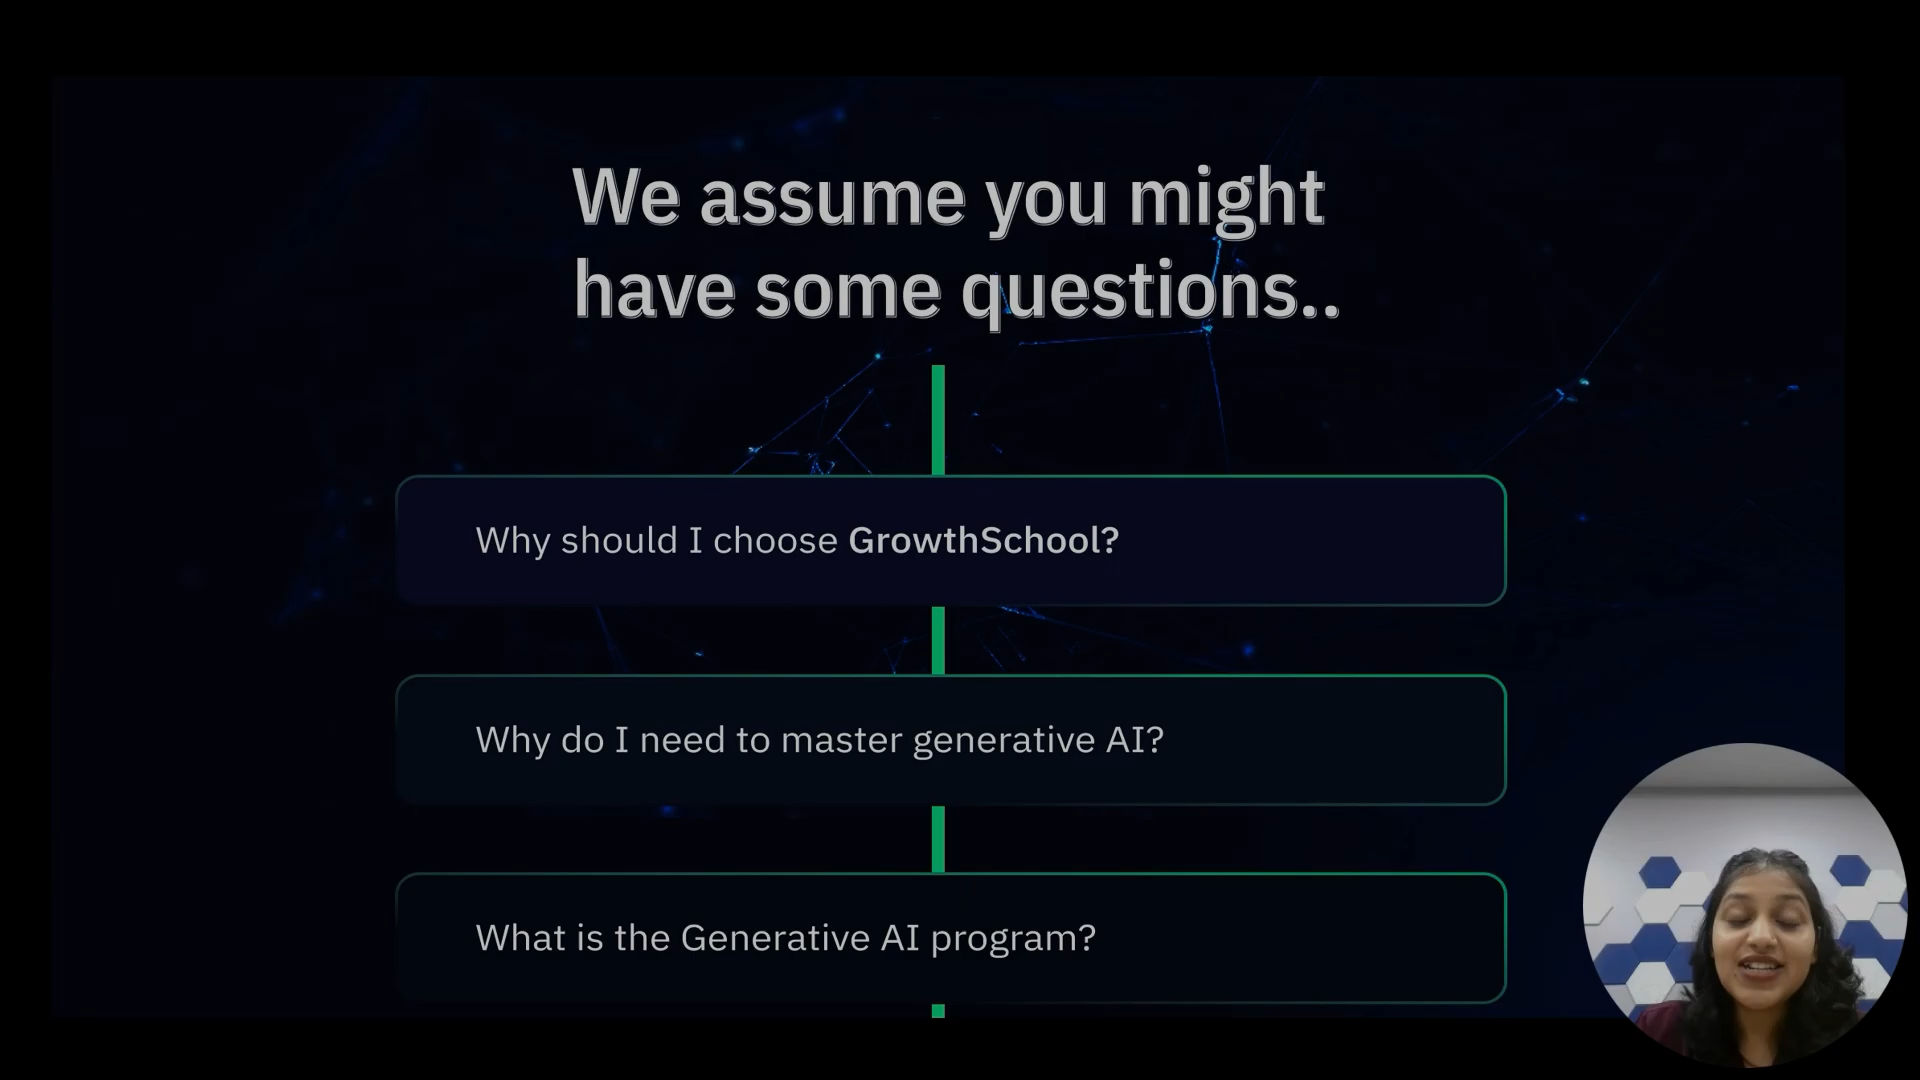 We assume you might
have some questions..
Why should I choose GrowthSchool?
Why do I need to master generative AI?
What is the Generative AI program?